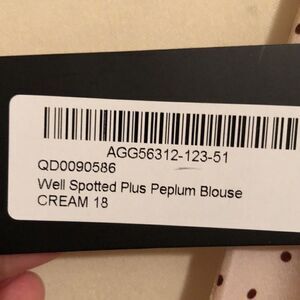 AGG56312-123-51
QD0090586
Well Spotted Plus Peplum Blouse
CREAM 18